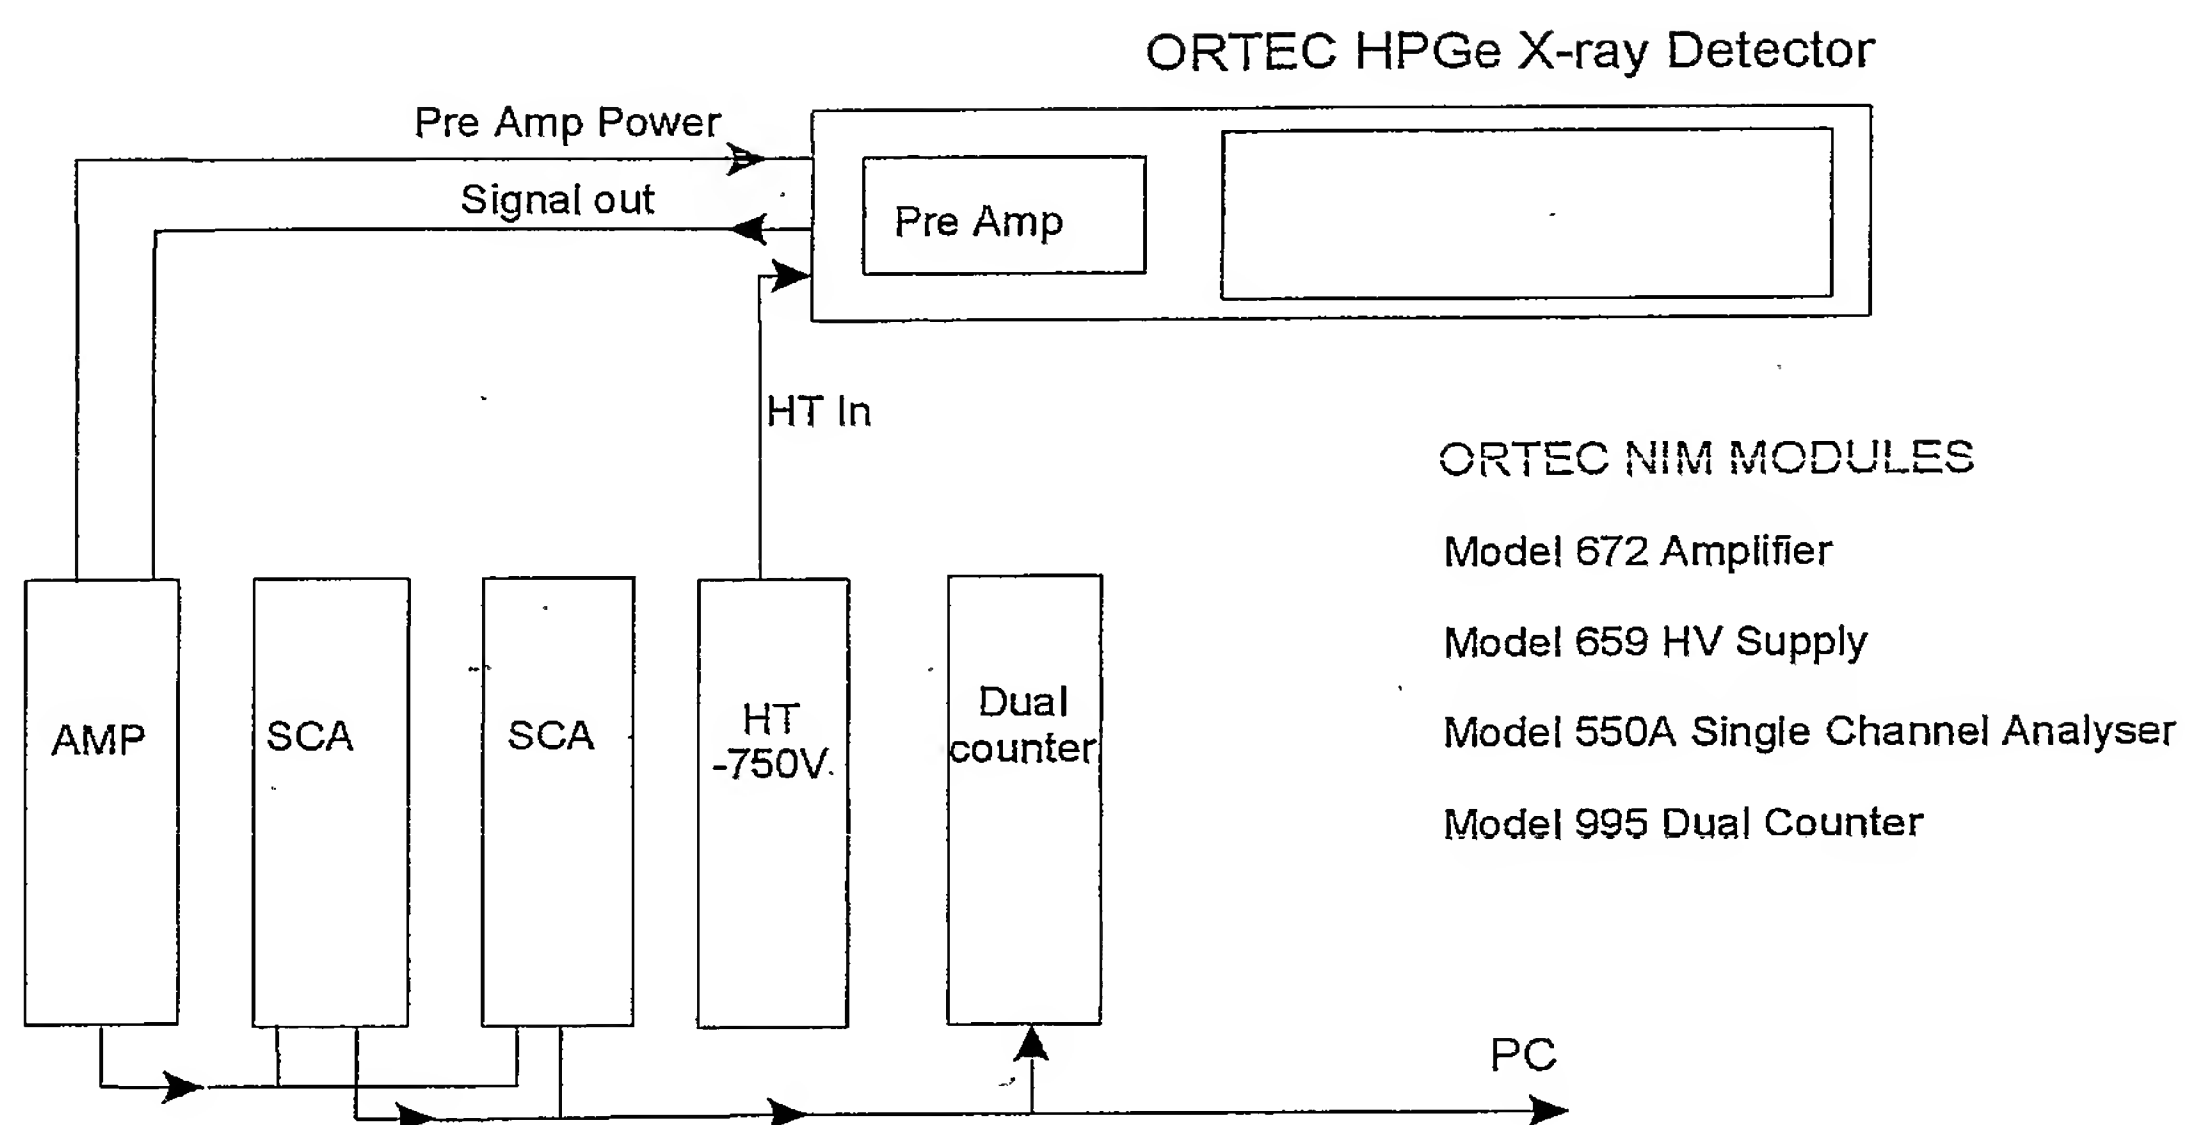 ORTEC HPGe X-ray Detector
Pre Amp Power
Signal out
Pre Amp
HT In
ORTEC NIM MODULES
Model 672 Amplifier
Model 659 HV Supply
Model 550A Single Channel Analyser
Model 995 Dual Counter
AMP
SCA
SCA
HT
-750V
Dual
counter
PC